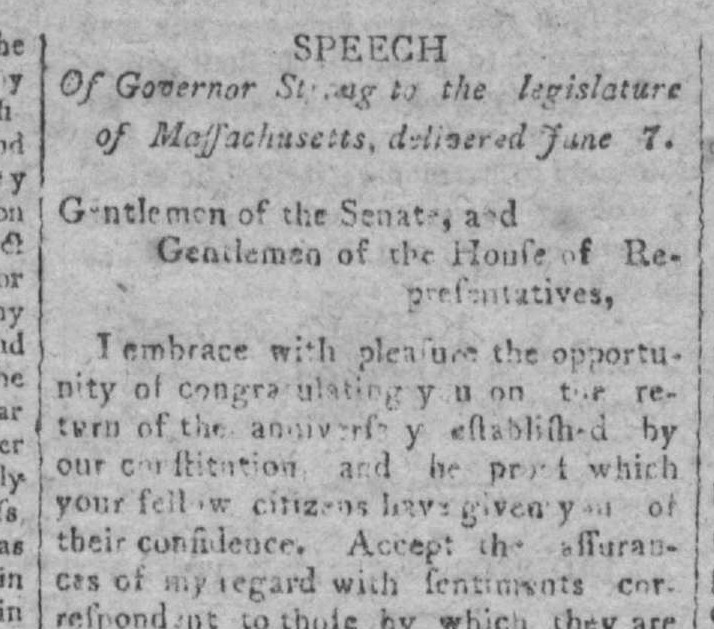 SPEECH
Of Governor Strong to the legislature
of Maſſachusetts, delivered June 7.
Gentlemen of the Senate, and
Gentlemen of the Houſe of Re-
preſentatives,
I embrace with pleaſure the opportu-
nity of congratulating you on the re-
turn of the anniverſary eſtabliſhed by
our conſtitution, and the proof which
your fellow citizens have given you of
their confidence. Accept the aſſuran-
ces of my regard with ſentiments cor-
reſpondent to thoſe by which they are